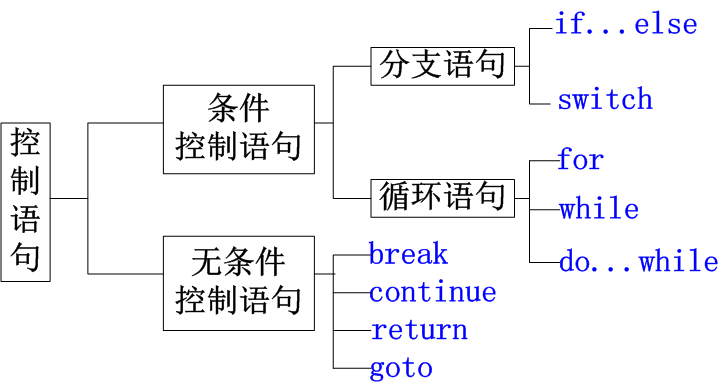 控制语句
条件
控制语句
分支语句
if...else
switch
循环语句
for
while
do...while
无条件
控制语句
break
continue
return
goto